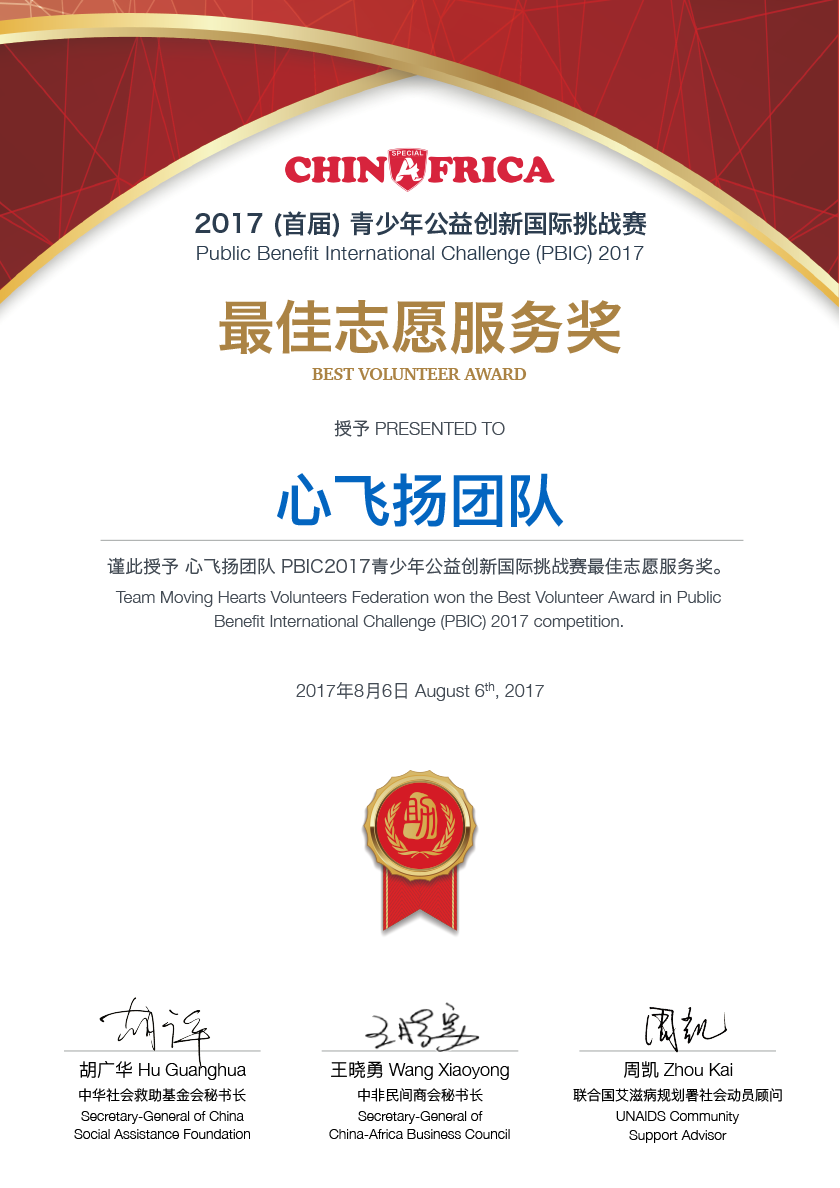 SPECIAL
CHINAFRICA
2017 (首届) 青少年公益创新国际挑战赛
Public Benefit International Challenge (PBIC) 2017
最佳志愿服务奖
BEST VOLUNTEER AWARD
授予 PRESENTED TO
心飞扬团队
谨此授予 心飞扬团队 PBIC2017青少年公益创新国际挑战赛最佳志愿服务奖。
Team Moving Hearts Volunteers Federation won the Best Volunteer Award in Public
Benefit International Challenge (PBIC) 2017 competition.
2017年8月6日 August 6th, 2017
胡广华 Hu Guanghua
中华社会救助基金会秘书长
Secretary-General of China
Social Assistance Foundation
王晓勇 Wang Xiaoyong
中非民间商会秘书长
Secretary-General of
China-Africa Business Council
周凯
周凯 Zhou Kai
联合国艾滋病规划署社会动员顾问
UNAIDS Community
Support Advisor